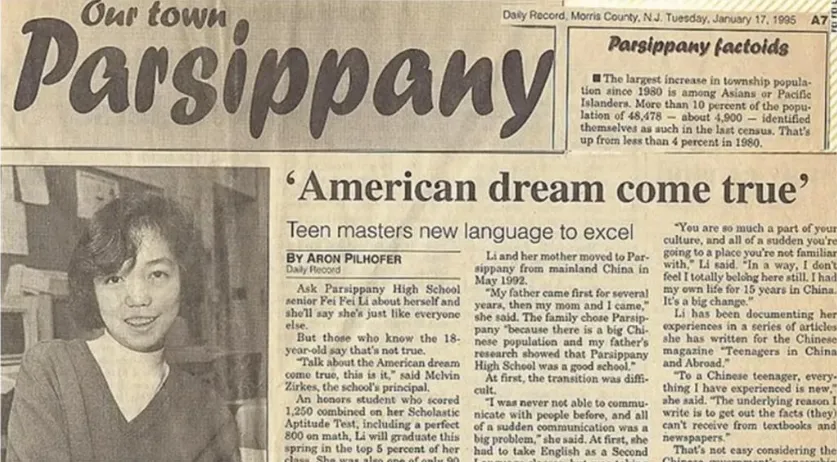 Our town
Parsippany
Daily Record, Morris County, N.J. Tuesday, January 17, 1995 A7
Parsippany factoids
■ The largest increase in township popula-
tion since 1980 is among Asians or Pacific
Islanders. More than 10 percent of the popu-
lation of 48,478 — about 4,900 — identified
themselves as such in the last census. That's
up from less than 4 percent in 1980.
'American dream come true'
Teen masters new language to excel
BY ARON PILHOFER
Daily Record
Ask Parsippany High School
senior Fei Fei Li about herself and
she'll say she's just like everyone
else.
But those who know the 18-
year-old say that's not true.
"Talk about the American dream
come true, this is it," said Melvin
Zirkes, the school's principal.
An honors student who scored
1,250 combined on her Scholastic
Aptitude Test, including a perfect
800 on math, Li will graduate this
spring in the top 5 percent of her
class. She was also one of only 90
Li and her mother moved to Par-
sippany from mainland China in
May 1992.
"My father came first for several
years, then my mom and I came,"
she said. The family chose Parsip-
pany "because there is a big Chi-
nese population and my father's
research showed that Parsippany
High School was a good school."
At first, the transition was diffi-
cult.
"I was never not able to commu-
nicate with people before, and all
of a sudden communication was a
big problem," she said. At first, she
had to take English as a Second
"You are so much a part of your
culture, and all of a sudden you're
going to a place you're not familiar
with," Li said. "In a way, I don't
feel I totally belong here still. I had
my own life for 15 years in China.
It's a big change."
Li has been documenting her
experiences in a series of articles
she has written for the Chinese
magazine "Teenagers in China
and Abroad."
"To a Chinese teenager, every-
thing I have experienced is new,"
she said. "The underlying reason I
write is to get out the facts (they)
can't receive from textbooks and
newspapers."
That's not easy considering the